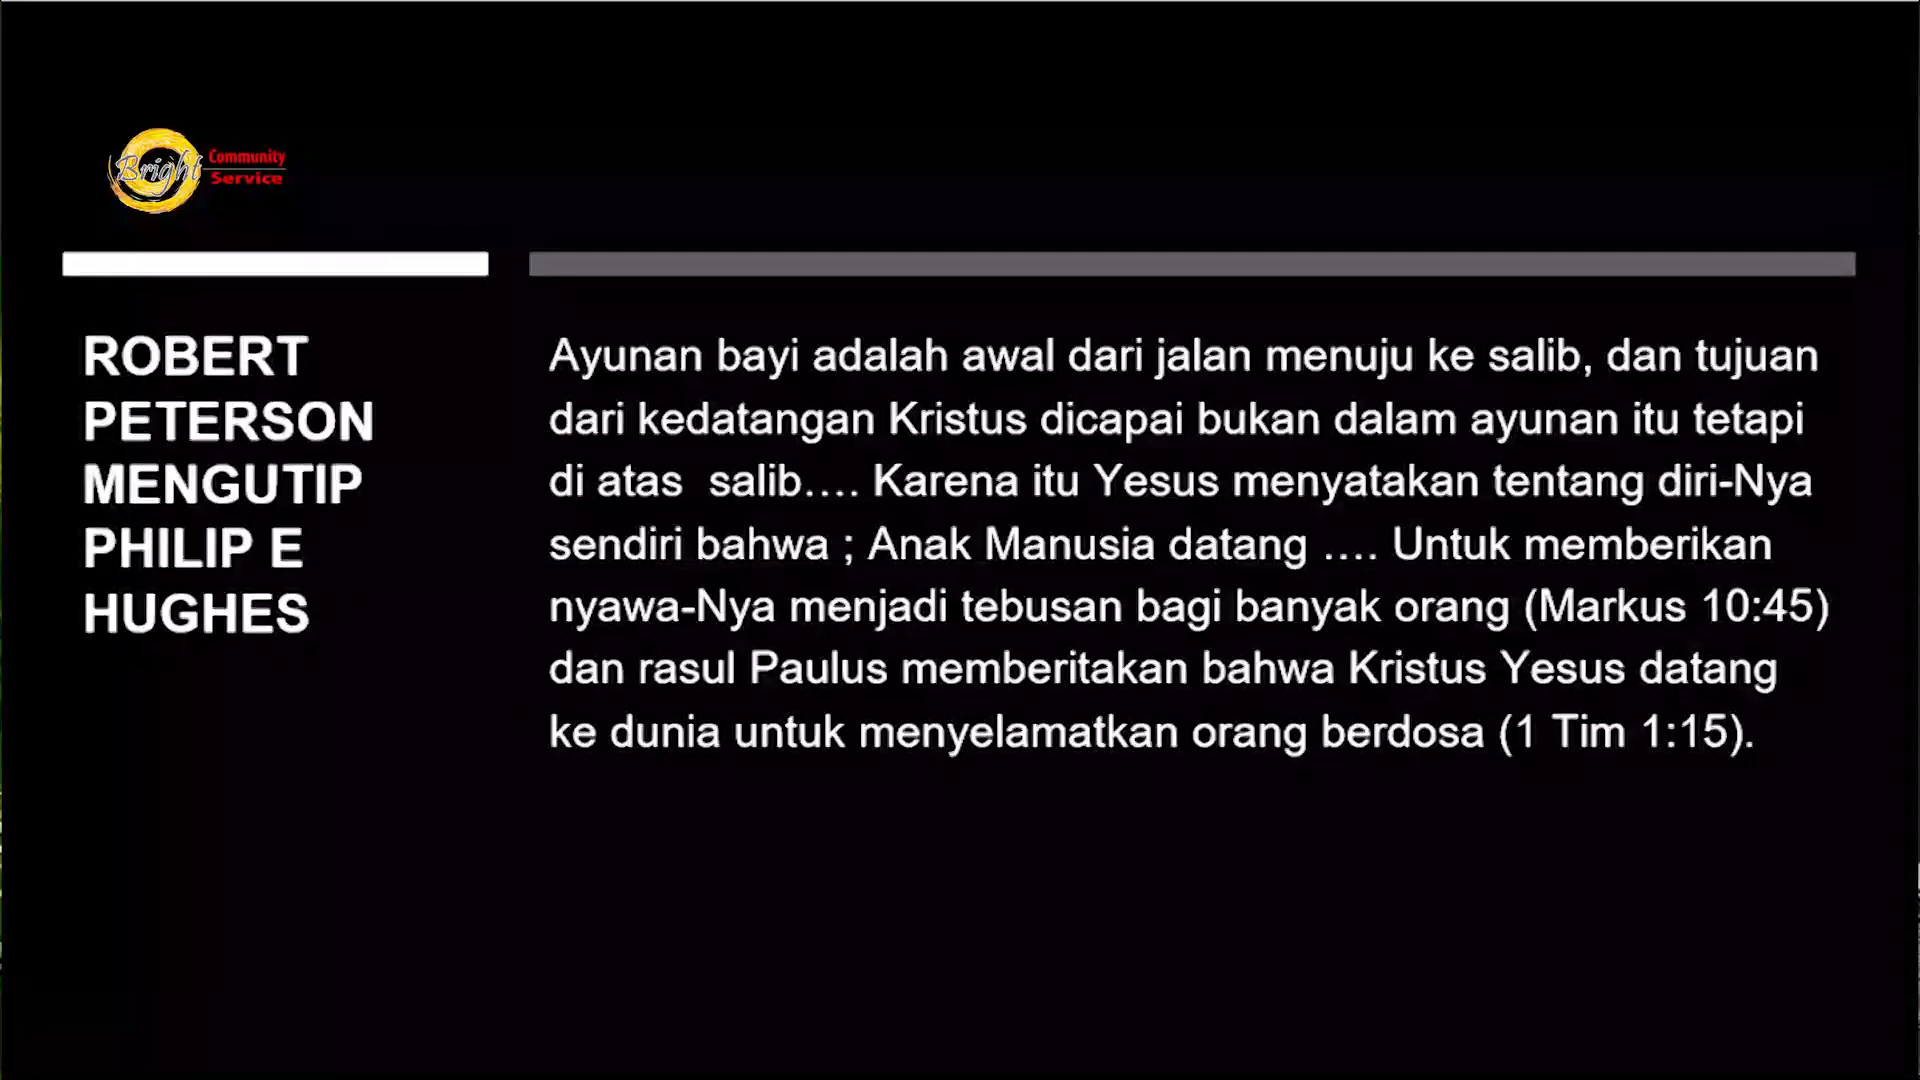 Bright Community
Service
ROBERT
PETERSON
MENGUTIP
PHILIP E
HUGHES
Ayunan bayi adalah awal dari jalan menuju ke salib, dan tujuan
dari kedatangan Kristus dicapai bukan dalam ayunan itu tetapi
di atas  salib…. Karena itu Yesus menyatakan tentang diri-Nya
sendiri bahwa ; Anak Manusia datang …. Untuk memberikan
nyawa-Nya menjadi tebusan bagi banyak orang (Markus 10:45)
dan rasul Paulus memberitakan bahwa Kristus Yesus datang
ke dunia untuk menyelamatkan orang berdosa (1 Tim 1:15).